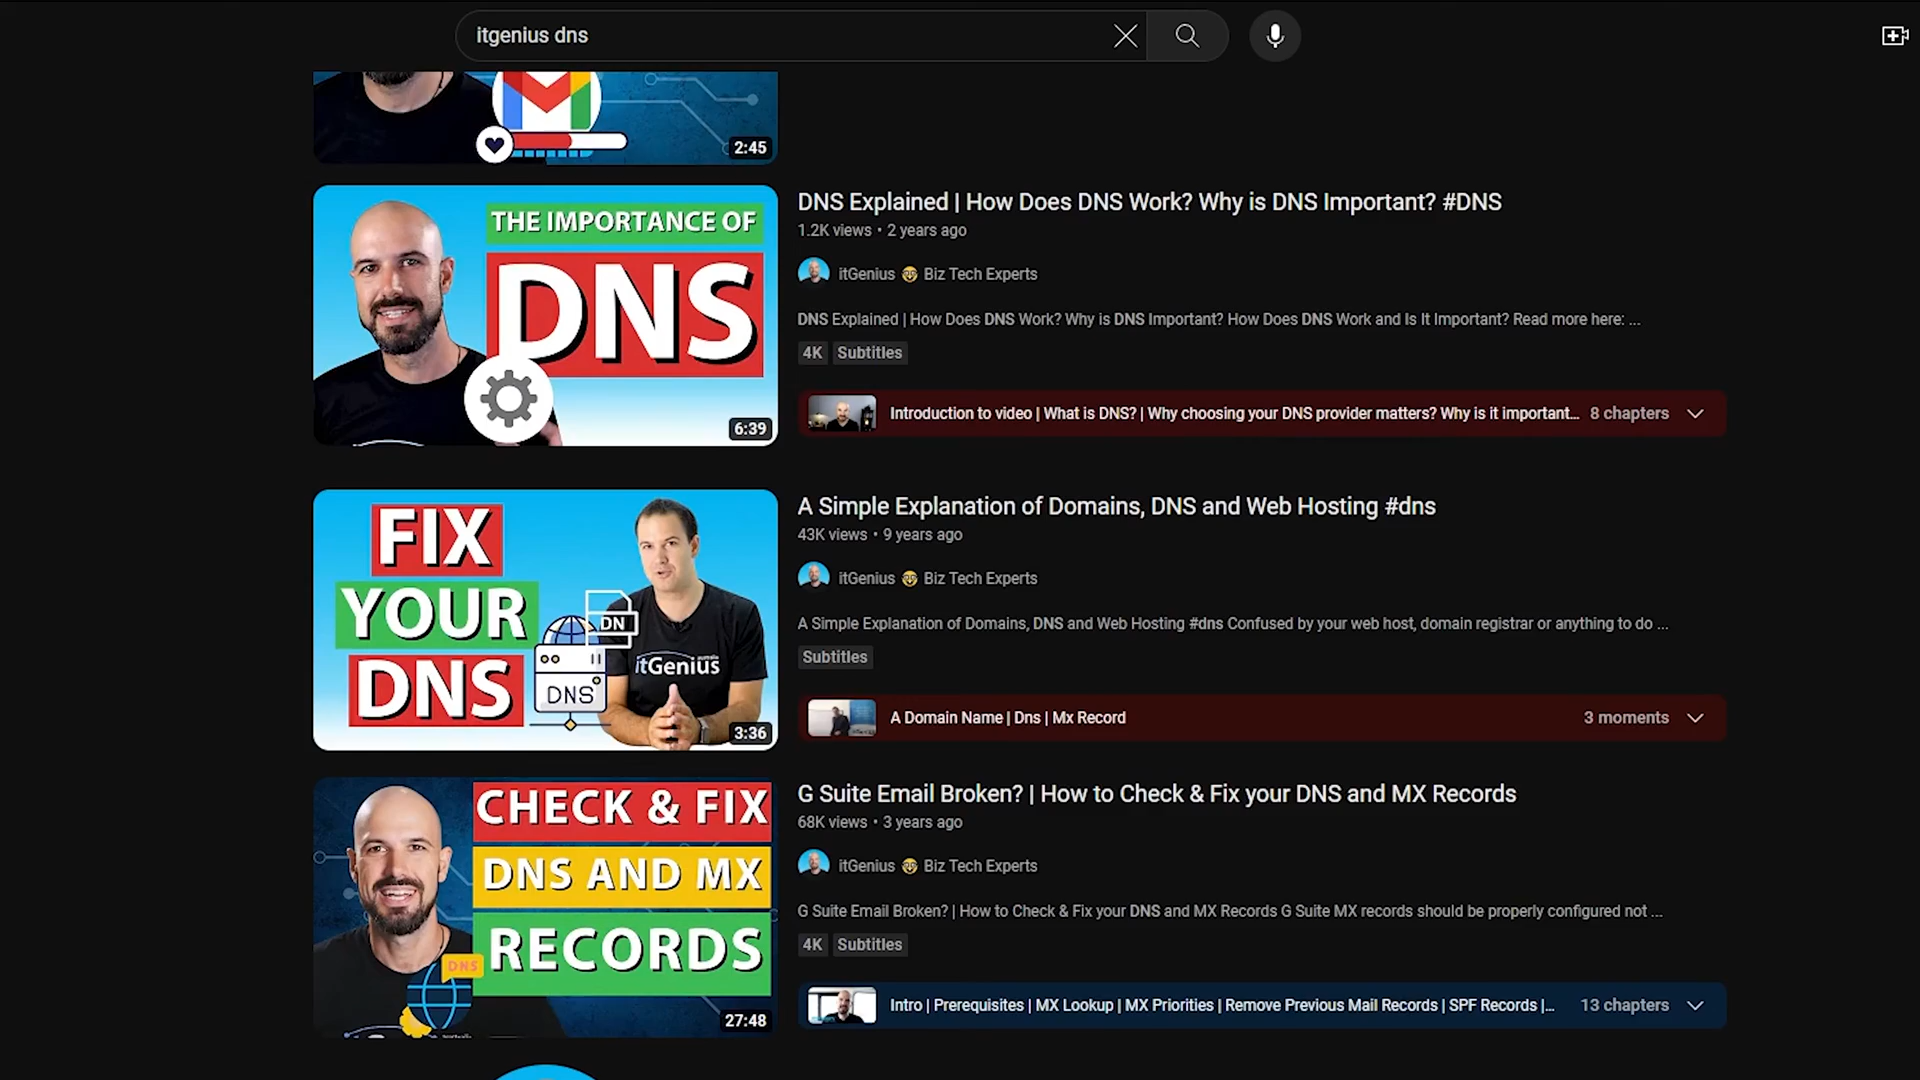 itgenius dns
2:45
THE IMPORTANCE OF
DNS
6:39
DNS Explained | How Does DNS Work? Why is DNS Important? #DNS
1.2K views • 2 years ago
itGenius 🤓 Biz Tech Experts
DNS Explained | How Does DNS Work? Why is DNS Important? How Does DNS Work and Is It Important? Read more here: ...
4K Subtitles
Introduction to video | What is DNS? | Why choosing your DNS provider matters? Why is it important... 8 chapters
FIX
YOUR
DNS
DN
DNS
itGenius
3:36
A Simple Explanation of Domains, DNS and Web Hosting #dns
43K views • 9 years ago
itGenius 🤓 Biz Tech Experts
A Simple Explanation of Domains, DNS and Web Hosting #dns Confused by your web host, domain registrar or anything to do ...
Subtitles
A Domain Name | Dns | Mx Record 3 moments
CHECK & FIX
DNS AND MX
RECORDS
DNS
27:48
G Suite Email Broken? | How to Check & Fix your DNS and MX Records
68K views • 3 years ago
itGenius 🤓 Biz Tech Experts
G Suite Email Broken? | How to Check & Fix your DNS and MX Records G Suite MX records should be properly configured not ...
4K Subtitles
Intro | Prerequisites | MX Lookup | MX Priorities | Remove Previous Mail Records | SPF Records |... 13 chapters